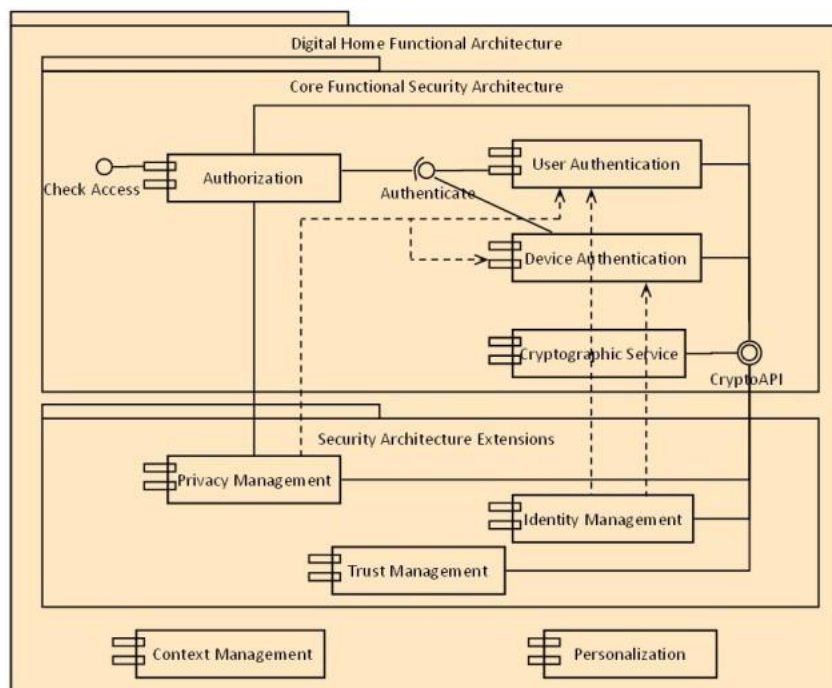 Digital Home Functional Architecture
Core Functional Security Architecture
Check Access
Authorization
Authenticate
User Authentication
Device Authentication
Cryptographic Service
CryptoAPI
Security Architecture Extensions
Privacy Management
Identity Management
Trust Management
Context Management
Personalization